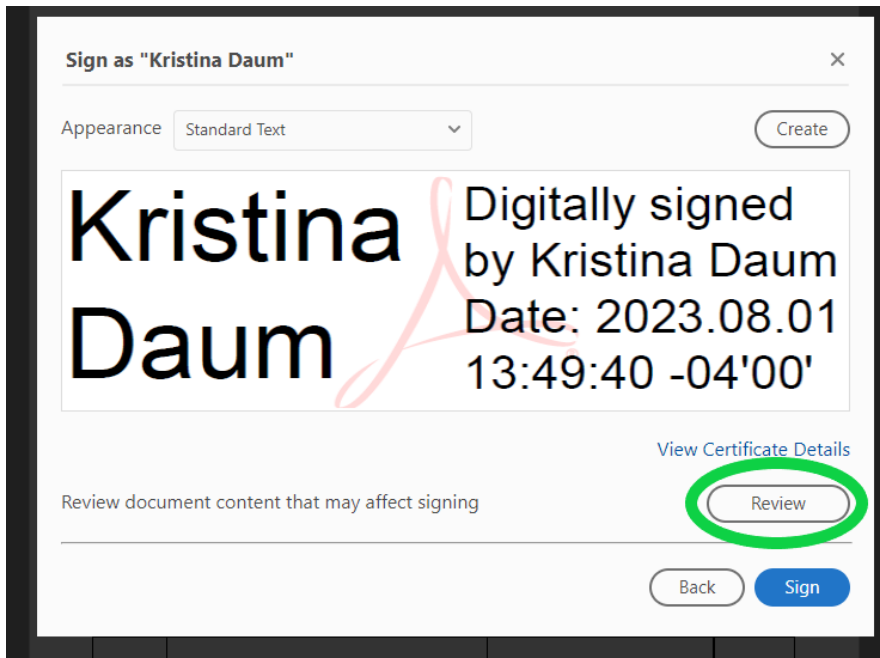 Sign as "Kristina Daum"
Appearance Standard Text Create
Kristina
Daum
Digitally signed
by Kristina Daum
Date: 2023.08.01
13:49:40 -04'00'
View Certificate Details
Review document content that may affect signing Review
Back Sign